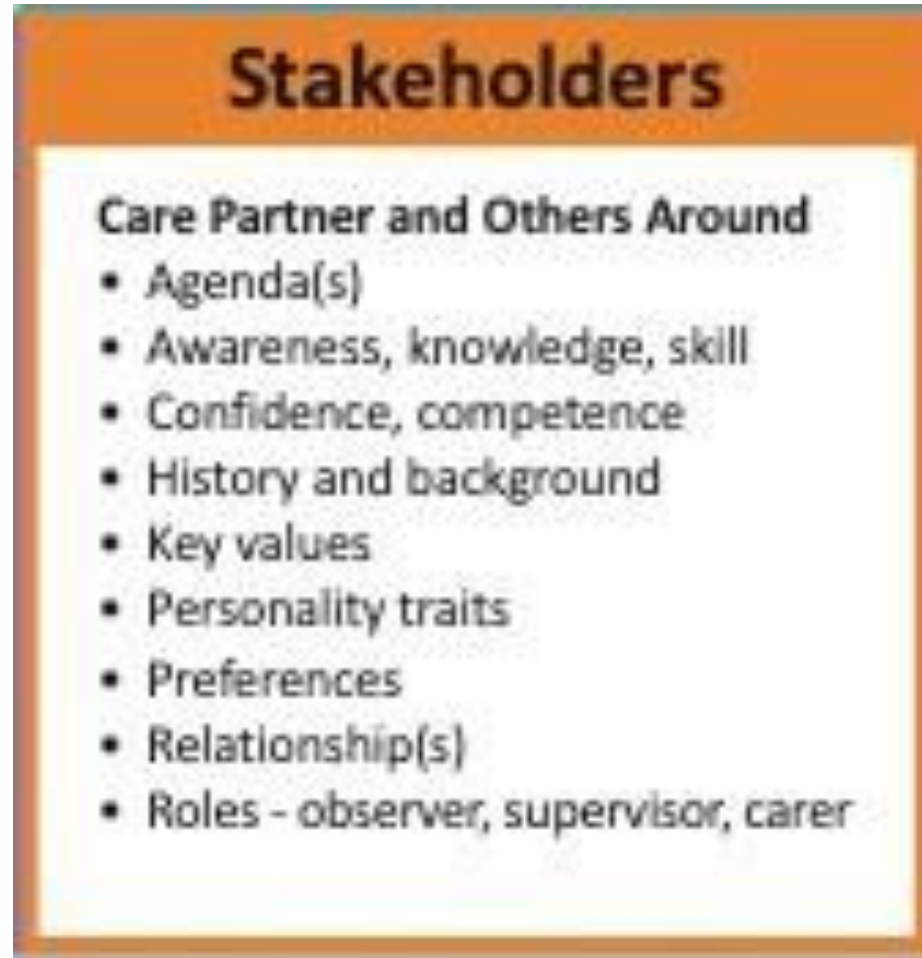 Stakeholders
Care Partner and Others Around
• Agenda(s)
• Awareness, knowledge, skill
• Confidence, competence
• History and background
• Key values
• Personality traits
• Preferences
• Relationship(s)
• Roles - observer, supervisor, carer